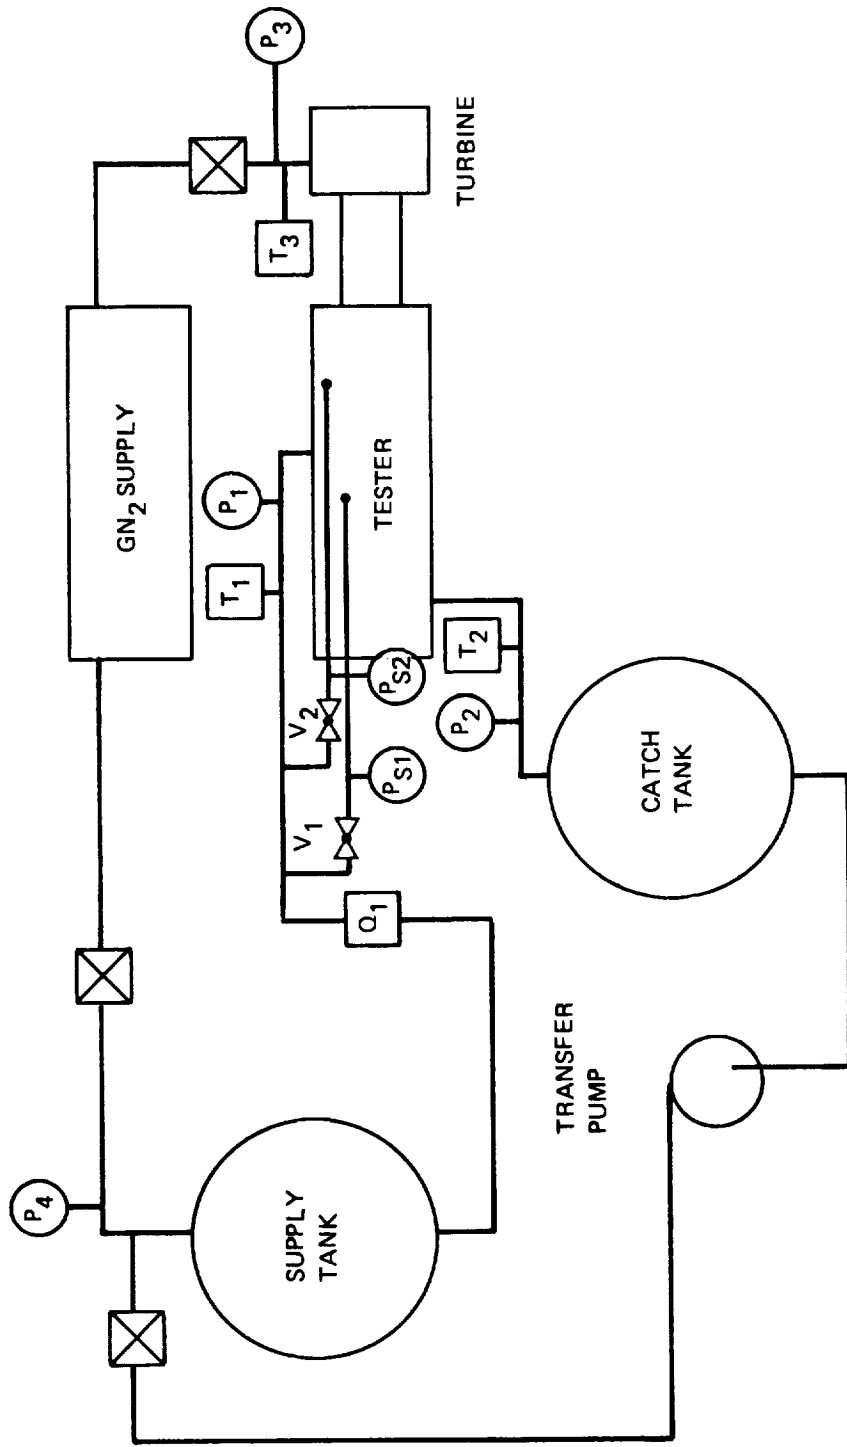 P4
SUPPLY
TANK
TRANSFER
PUMP
GN2 SUPPLY
Q1
V1
V2
PS1
PS2
T1
P1
TESTER
T3
P3
TURBINE
P2
T2
CATCH
TANK